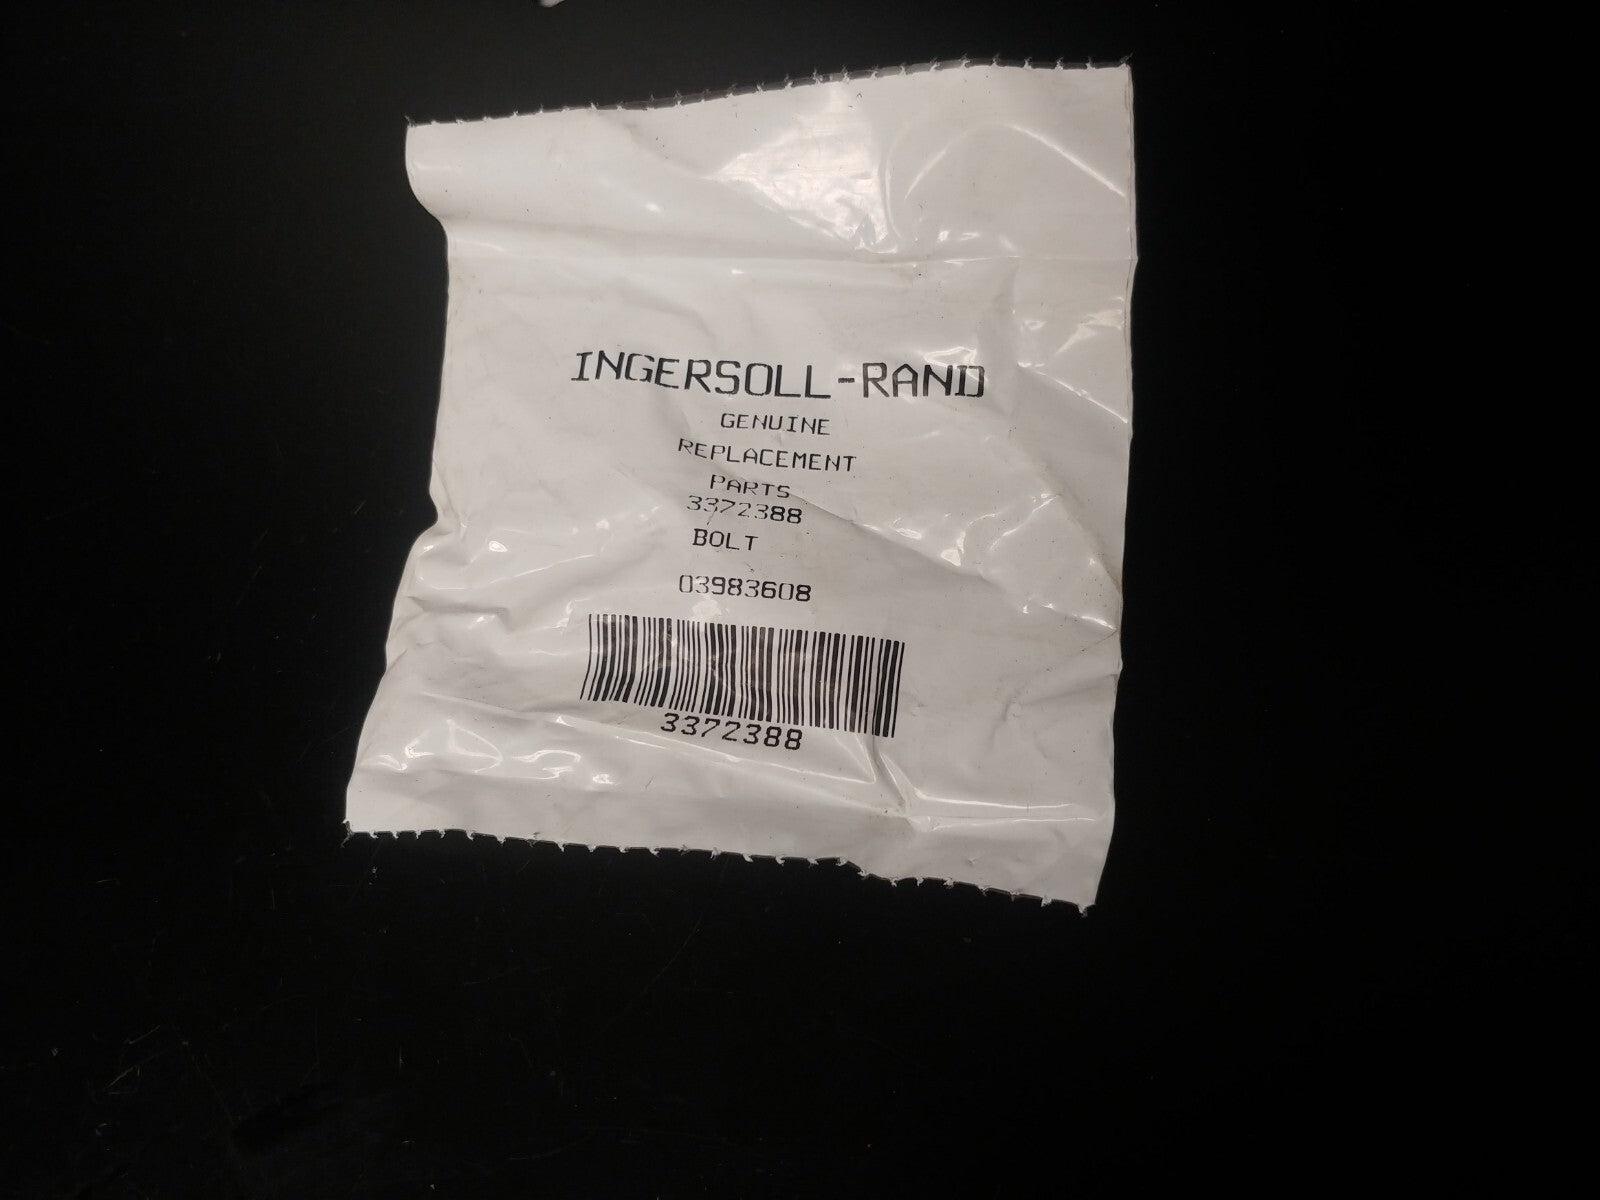 INGERSOLL-RAND
GENUINE
REPLACEMENT
PARTS
3372388
BOLT
03983608
3372388